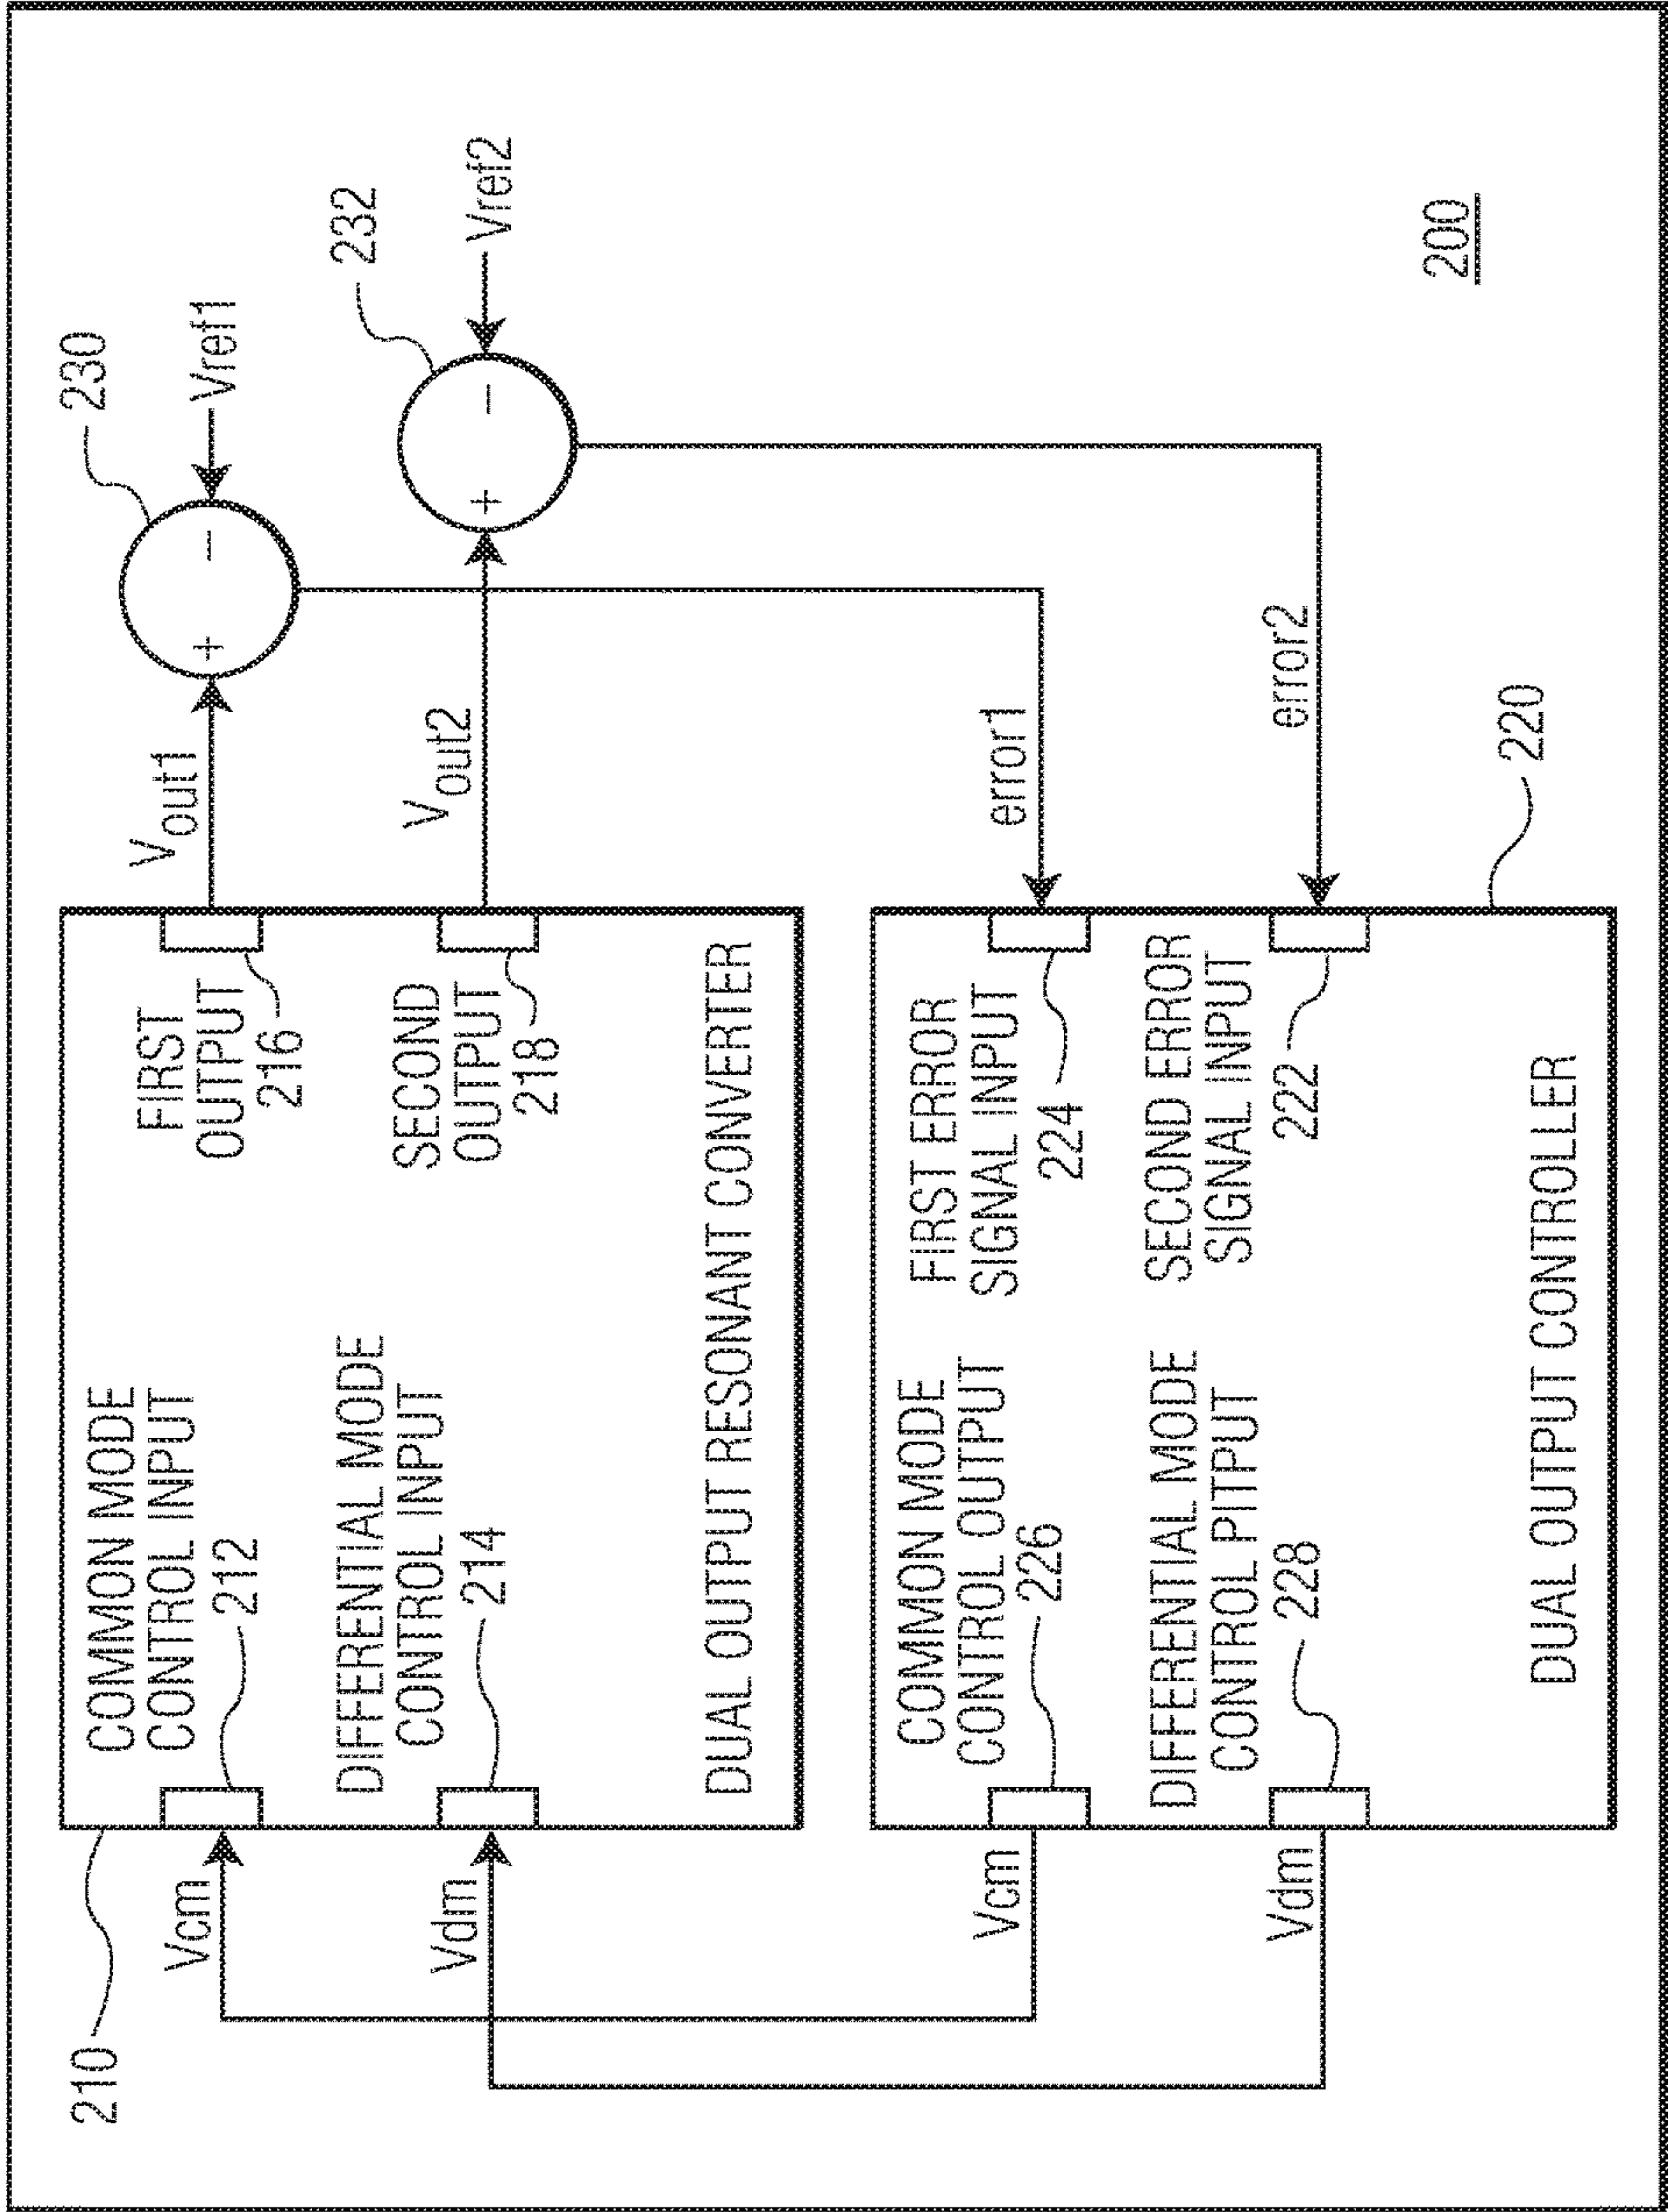 210
Vcm
COMMON MODE
CONTROL INPUT
212
FIRST
OUTPUT
216
Vout1
230
Vref1
Vdm
DIFFERENTIAL MODE
CONTROL INPUT
214
SECOND
OUTPUT
218
Vout2
232
Vref2
+
−
+
−
DUAL OUTPUT RESONANT CONVERTER
Vcm
COMMON MODE
CONTROL OUTPUT
226
FIRST ERROR
SIGNAL INPUT
224
error1
Vdm
DIFFERENTIAL MODE
CONTROL PITPUT
228
SECOND ERROR
SIGNAL INPUT
222
error2
DUAL OUTPUT CONTROLLER
220
200